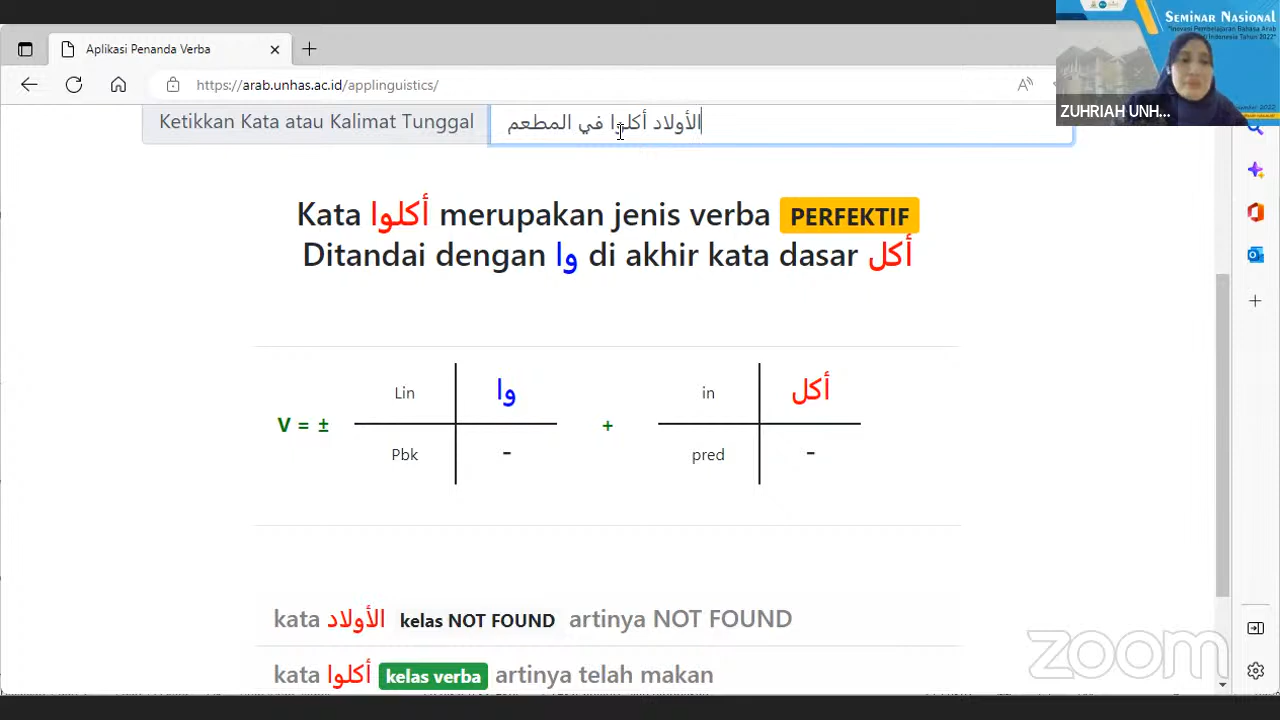 Aplikasi Penanda Verba
https://arab.unhas.ac.id/applinguistics/
SEMINAR NASIONAL
ZUHRIAH UNH...
Ketikkan Kata atau Kalimat Tunggal
الأولاد أكلوا في المطعم
Kata أكلوا merupakan jenis verba PERFEKTIF
Ditandai dengan وا di akhir kata dasar أكل
V = ±
Lin
وا
Pbk
-
+
in
أكل
pred
-
kata الأولاد kelas NOT FOUND artinya NOT FOUND
kata أكلوا kelas verba artinya telah makan
zoom